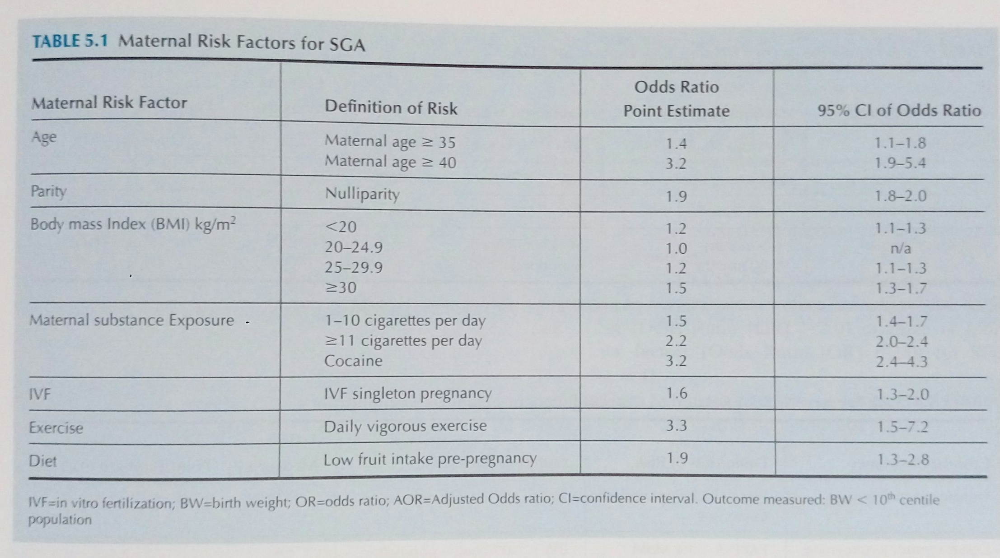 TABLE 5.1 Maternal Risk Factors for SGA
Maternal Risk Factor Definition of Risk Odds Ratio Point Estimate 95% CI of Odds Ratio
Age Maternal age ≥ 35 1.4 1.1–1.8
Maternal age ≥ 40 3.2 1.9–5.4
Parity Nulliparity 1.9 1.8–2.0
Body mass Index (BMI) kg/m² <20 1.2 1.1–1.3
20–24.9 1.0 n/a
25–29.9 1.2 1.1–1.3
≥30 1.5 1.3–1.7
Maternal substance Exposure 1–10 cigarettes per day 1.5 1.4–1.7
≥11 cigarettes per day 2.2 2.0–2.4
Cocaine 3.2 2.4–4.3
IVF IVF singleton pregnancy 1.6 1.3–2.0
Exercise Daily vigorous exercise 3.3 1.5–7.2
Diet Low fruit intake pre-pregnancy 1.9 1.3–2.8
IVF=in vitro fertilization; BW=birth weight; OR=odds ratio; AOR=Adjusted Odds ratio; CI=confidence interval. Outcome measured: BW < 10th centile
population